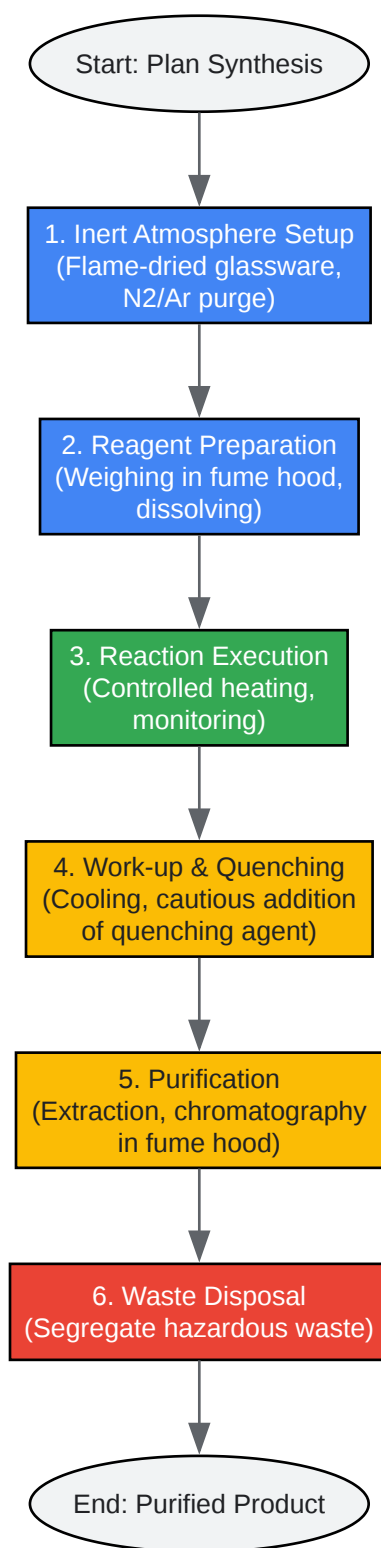 Start: Plan Synthesis
1. Inert Atmosphere Setup
(Flame-dried glassware,
N2/Ar purge)
2. Reagent Preparation
(Weighing in fume hood,
dissolving)
3. Reaction Execution
(Controlled heating,
monitoring)
4. Work-up & Quenching
(Cooling, cautious addition
of quenching agent)
5. Purification
(Extraction, chromatography
in fume hood)
6. Waste Disposal
(Segregate hazardous waste)
End: Purified Product